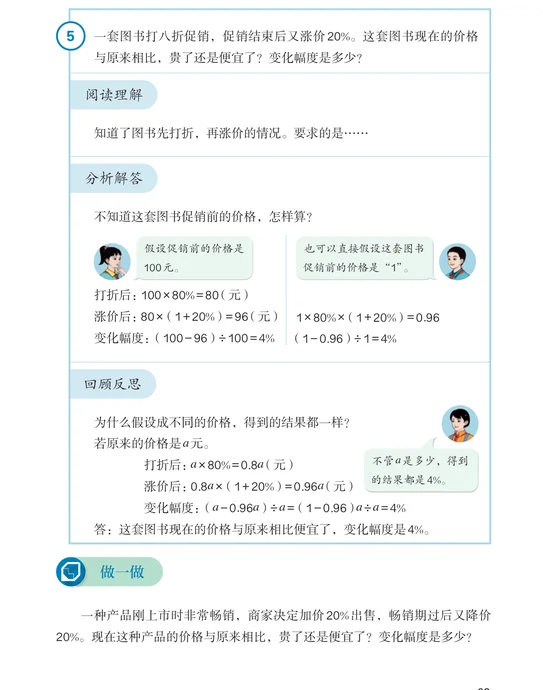 5 一套图书打八折促销，促销结束后又涨价20%。这套图书现在的价格
与原来相比，贵了还是便宜了？变化幅度是多少？
阅读理解
知道了图书先打折，再涨价的情况。要求的是……
分析解答
不知道这套图书促销前的价格，怎样算？
假设促销前的价格是
100元。
也可以直接假设这套图书
促销前的价格是“1”。
打折后：100×80%=80（元）
涨价后：80×（1+20%）=96（元）
变化幅度：（100-96）÷100=4%
1×80%×（1+20%）=0.96
（1-0.96）÷1=4%
回顾反思
为什么假设成不同的价格，得到的结果都一样？
若原来的价格是a元。
打折后：a×80%=0.8a（元）
涨价后：0.8a×（1+20%）=0.96a（元）
变化幅度：（a-0.96a）÷a=（1-0.96）a÷a=4%
不管a是多少，得到
的结果都是4%。
答：这套图书现在的价格与原来相比便宜了，变化幅度是4%。
做一做
一种产品刚上市时非常畅销，商家决定加价20%出售，畅销期过后又降价
20%。现在这种产品的价格与原来相比，贵了还是便宜了？变化幅度是多少？